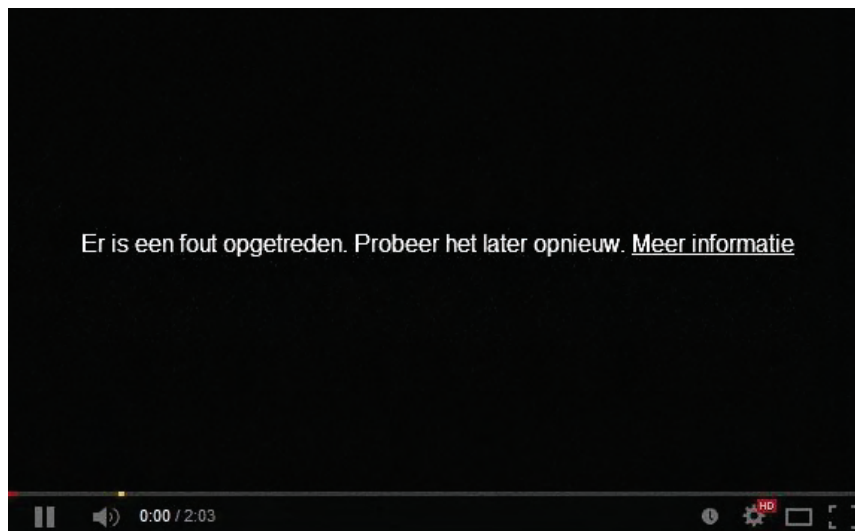 Er is een fout opgetreden. Probeer het later opnieuw. Meer informatie
0:00 / 2:03
HD